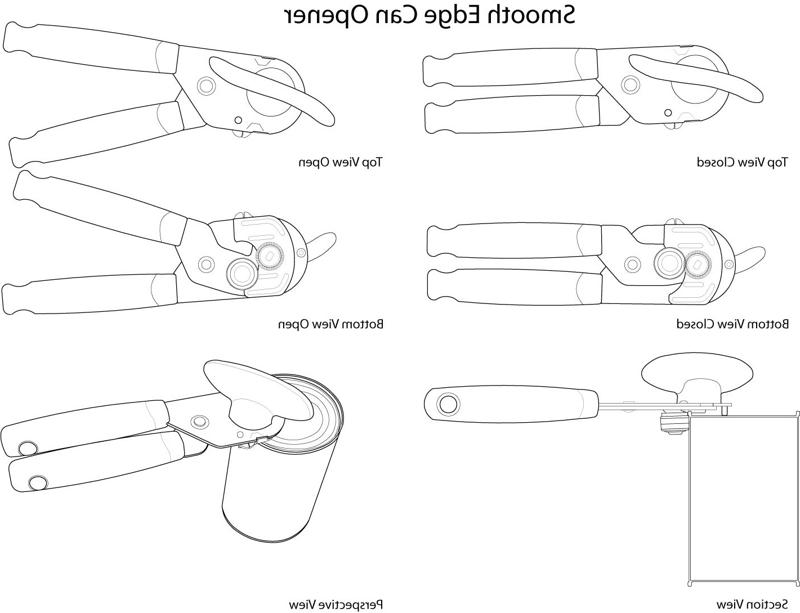 Smooth Edge Can Opener
Top View Open
Top View Closed
Bottom View Open
Bottom View Closed
Perspective View
Section View